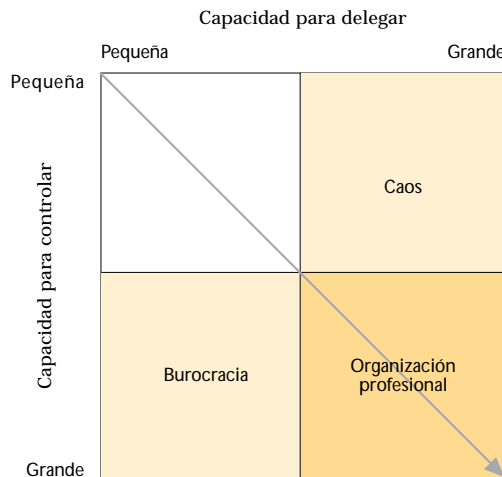 Capacidad para delegar
Pequeña
Grande
Pequeña
Capacidad para controlar
Caos
Burocracia
Organización
profesional
Grande